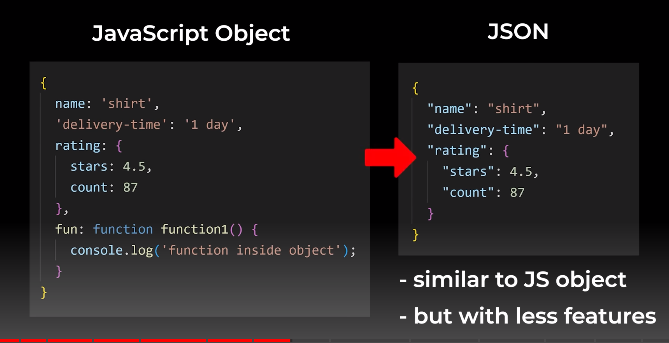 JavaScript Object
{
  name: 'shirt',
  'delivery-time': '1 day',
  rating: {
    stars: 4.5,
    count: 87
  },
  fun: function function1() {
    console.log('function inside object');
  }
}
JSON
{
  "name": "shirt",
  "delivery-time": "1 day",
  "rating": {
    "stars": 4.5,
    "count": 87
  }
}
- similar to JS object
- but with less features